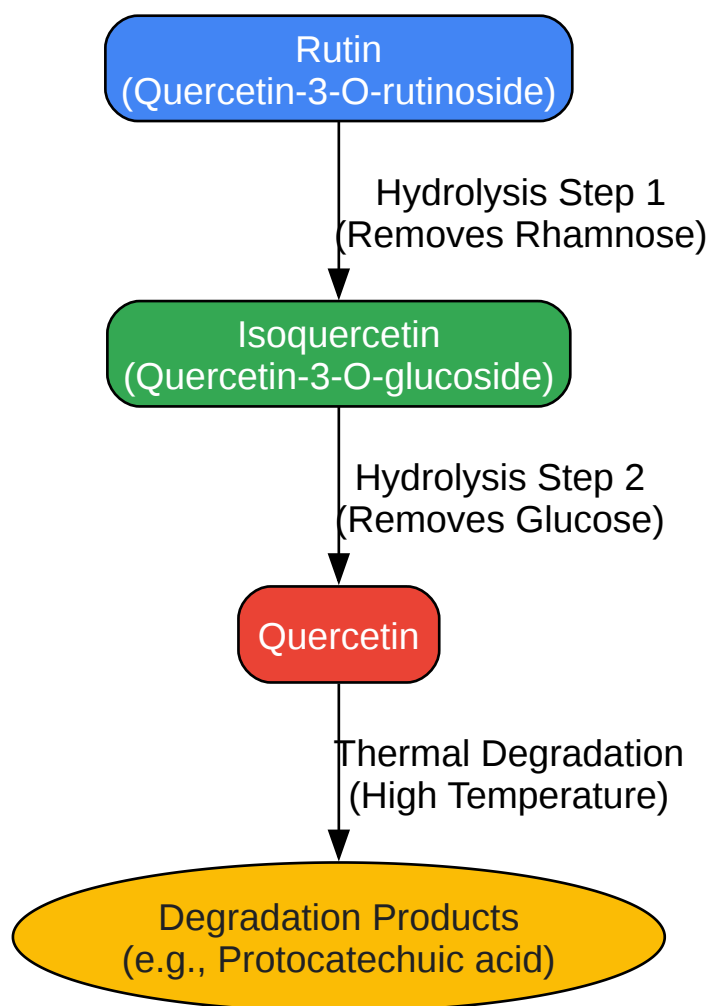 Rutin
(Quercetin-3-O-rutinoside)
Hydrolysis Step 1
(Removes Rhamnose)
Isoquercetin
(Quercetin-3-O-glucoside)
Hydrolysis Step 2
(Removes Glucose)
Quercetin
Thermal Degradation
(High Temperature)
Degradation Products
(e.g., Protocatechuic acid)